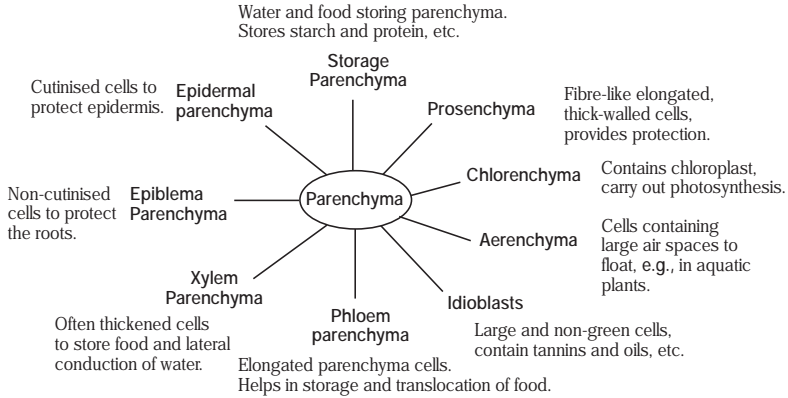 Water and food storing parenchyma.
Stores starch and protein, etc.
Storage
Parenchyma
Cutinised cells to
protect epidermis.
Epidermal
parenchyma
Prosenchyma
Fibre-like elongated,
thick-walled cells,
provides protection.
Chlorenchyma
Contains chloroplast,
carry out photosynthesis.
Non-cutinised
cells to protect
the roots.
Epiblema
Parenchyma
Parenchyma
Aerenchyma
Cells containing
large air spaces to
float, e.g., in aquatic
plants.
Xylem
Parenchyma
Often thickened cells
to store food and lateral
conduction of water.
Phloem
parenchyma
Elongated parenchyma cells.
Helps in storage and translocation of food.
Idioblasts
Large and non-green cells,
contain tannins and oils, etc.